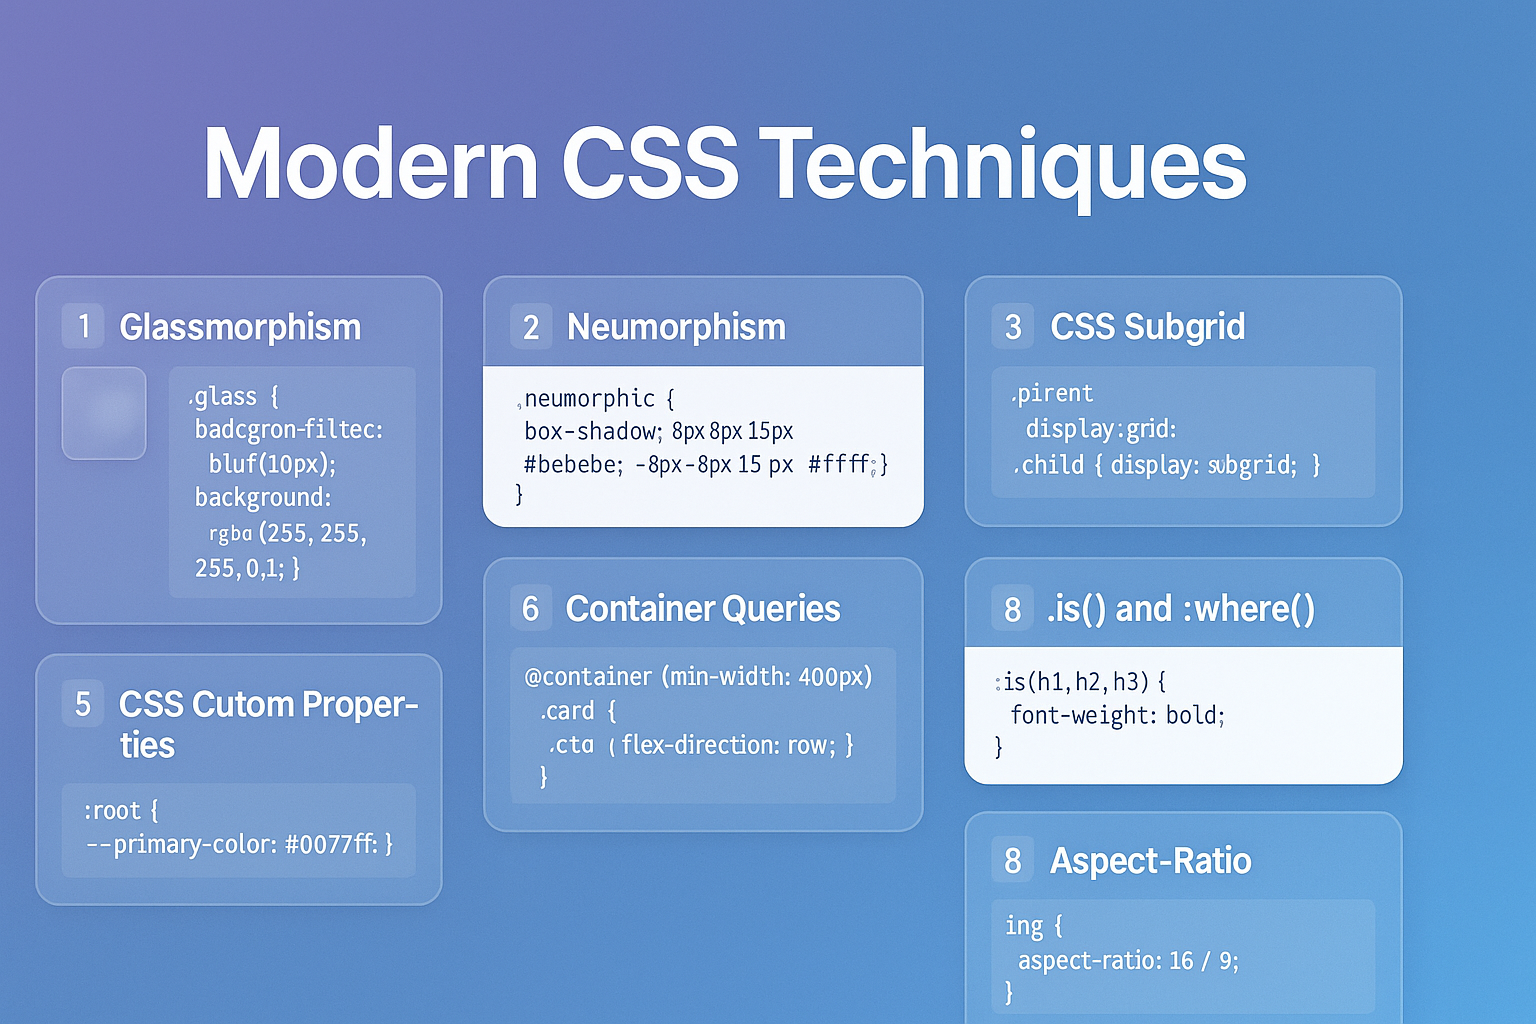 Modern CSS Techniques
1 Glassmorphism
.glass {
badcgron-filtec:
bluf(10px);
background:
rgba (255, 255,
255, 0,1; }
2 Neumorphism
.neumorphic {
box-shadow; 8px 8px 15px
#bebebe; -8px-8px 15 px #ffff;}
}
3 CSS Subgrid
.pirent
display:grid:
.child { display: subgrid; }
5 CSS Cutom Proper-
ties
:root {
--primary-color: #0077ff: }
6 Container Queries
@container (min-width: 400px)
.card {
.cta ( flex-direction: row; }
}
8 .is() and :where()
:is(h1, h2, h3) {
font-weight: bold;
}
8 Aspect-Ratio
ing {
aspect-ratio: 16 / 9;
}